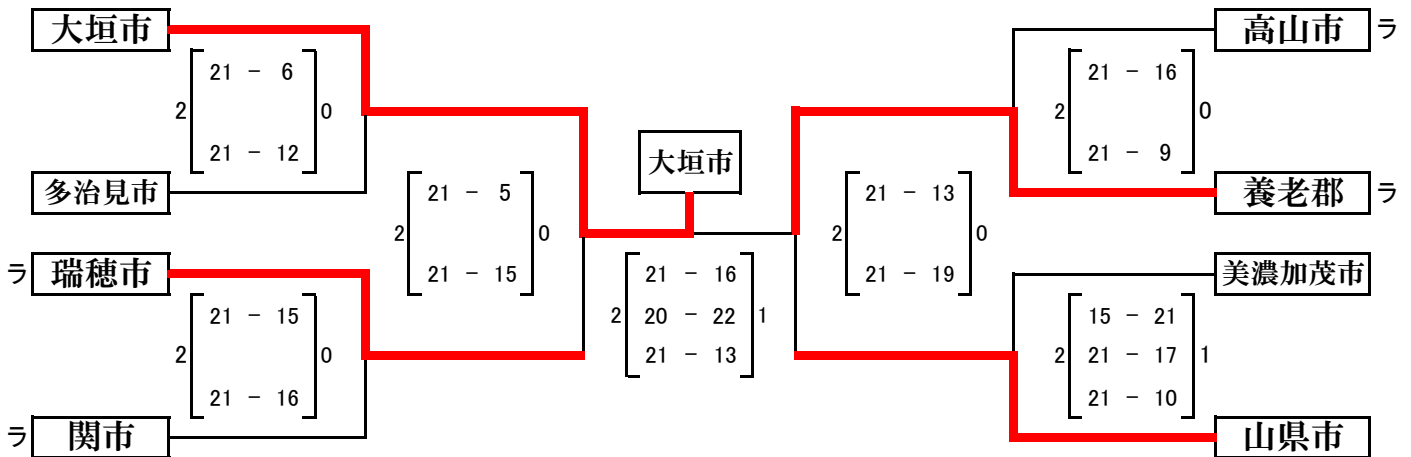 大垣市
21 - 6
2 0
21 - 12
多治見市
瑞穂市 ラ
21 - 15
2 0
21 - 16
関市 ラ
21 - 5
2 0
21 - 15
大垣市
21 - 16
2 20 - 22 1
21 - 13
21 - 13
2 0
21 - 19
高山市 ラ
21 - 16
2 0
21 - 9
養老郡 ラ
美濃加茂市
15 - 21
2 21 - 17 1
21 - 10
山県市